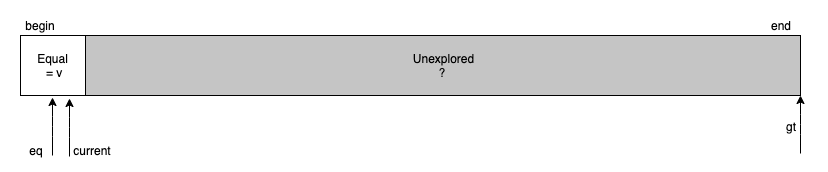 begin
end
Equal
= v
Unexplored
?
gt
eq
current